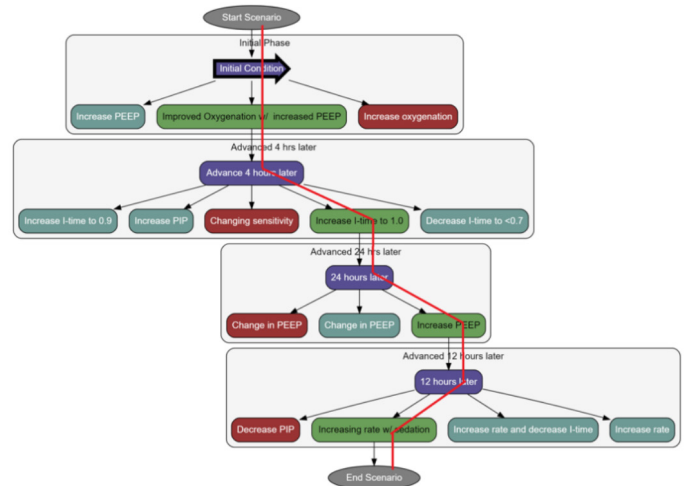 Start Scenario
Initial Phase
Initial Condition
Increase PEEP
Improved Oxygenation w/ increased PEEP
Increase oxygenation
Advanced 4 hrs later
Advance 4 hours later
Increase I-time to 0.9
Increase PIP
Changing sensitivity
Increase I-time to 1.0
Decrease I-time to <0.7
Advanced 24 hrs later
24 hours later
Change in PEEP
Change in PEEP
Increase PEEP
Advanced 12 hours later
12 hours later
Decrease PIP
Increasing rate w/ sedation
Increase rate and decrease I-time
Increase rate
End Scenario